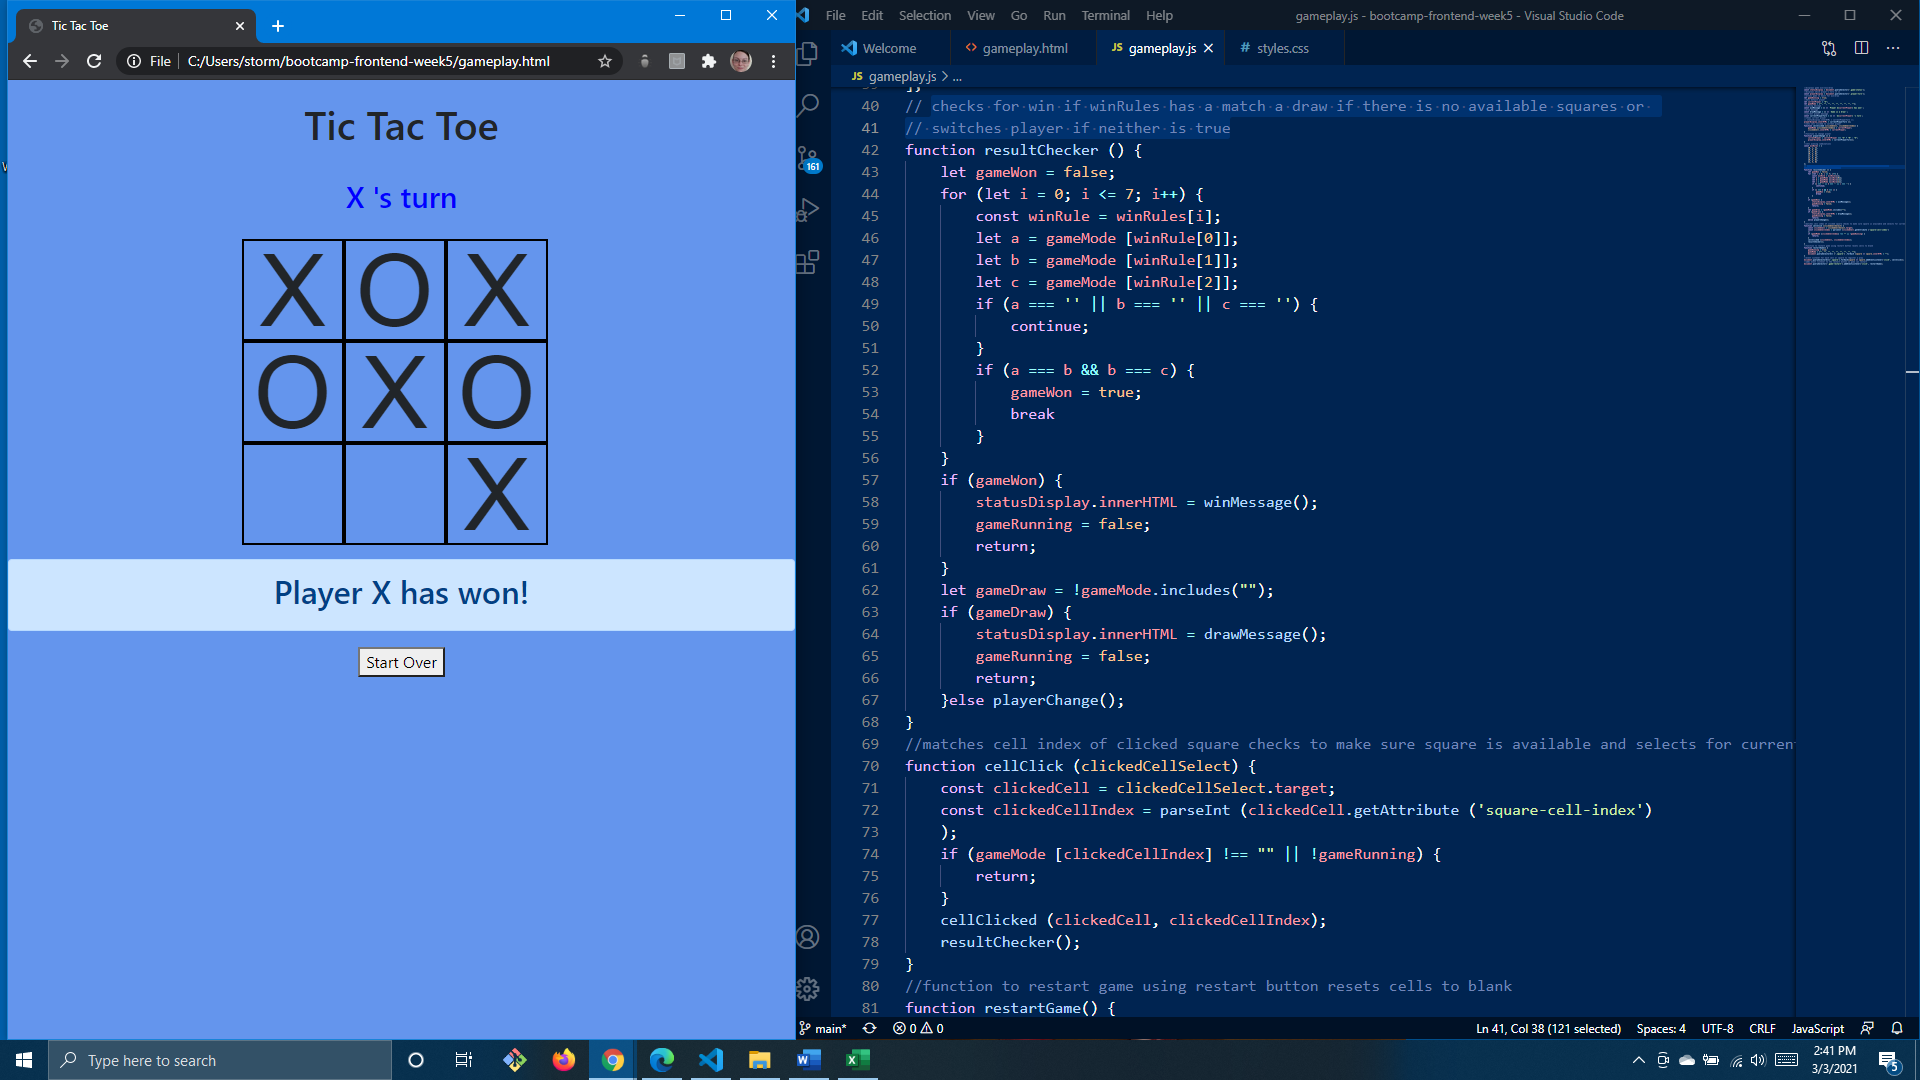 Tic Tac Toe
File
C:/Users/storm/bootcamp-frontend-week5/gameplay.html
Tic Tac Toe
X 's turn
X O X
O X O
X
Player X has won!
Start Over
File Edit Selection View Go Run Terminal Help
gameplay.js - bootcamp-frontend-week5 - Visual Studio Code
Welcome
<> gameplay.html
JS gameplay.js
# styles.css
JS gameplay.js > ...
161
40 // checks for win if winRules has a match a draw if there is no available squares or
41 // switches player if neither is true
42 function resultChecker () {
43 let gameWon = false;
44 for (let i = 0; i <= 7; i++) {
45 const winRule = winRules[i];
46 let a = gameMode [winRule[0]];
47 let b = gameMode [winRule[1]];
48 let c = gameMode [winRule[2]];
49 if (a === '' || b === '' || c === '') {
50 continue;
51 }
52 if (a === b && b === c) {
53 gameWon = true;
54 break
55 }
56 }
57 if (gameWon) {
58 statusDisplay.innerHTML = winMessage();
59 gameRunning = false;
60 return;
61 }
62 let gameDraw = !gameMode.includes("");
63 if (gameDraw) {
64 statusDisplay.innerHTML = drawMessage();
65 gameRunning = false;
66 return;
67 }else playerChange();
68 }
69 //matches cell index of clicked square checks to make sure square is available and selects for curren
70 function cellClick (clickedCellSelect) {
71 const clickedCell = clickedCellSelect.target;
72 const clickedCellIndex = parseInt (clickedCell.getAttribute ('square-cell-index')
73 );
74 if (gameMode [clickedCellIndex] !== "" || !gameRunning) {
75 return;
76 }
77 cellClicked (clickedCell, clickedCellIndex);
78 resultChecker();
79 }
80 //function to restart game using restart button resets cells to blank
81 function restartGame() {
main* 0 0
Ln 41, Col 38 (121 selected) Spaces: 4 UTF-8 CRLF JavaScript
Type here to search
2:41 PM
3/3/2021
5